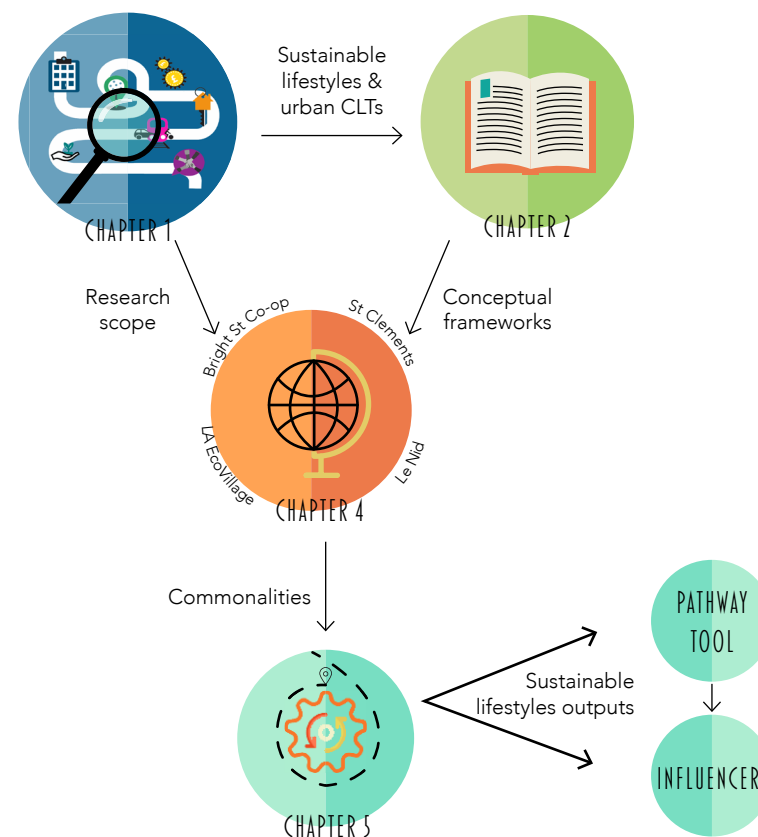 Sustainable
lifestyles &
urban CLTs
CHAPTER 1
CHAPTER 2
Research
scope
Conceptual
frameworks
Bright St Co-op
St Clements
LA EcoVillage
Le Nid
CHAPTER 4
Commonalities
PATHWAY
TOOL
Sustainable
lifestyles outputs
INFLUENCER
CHAPTER 5